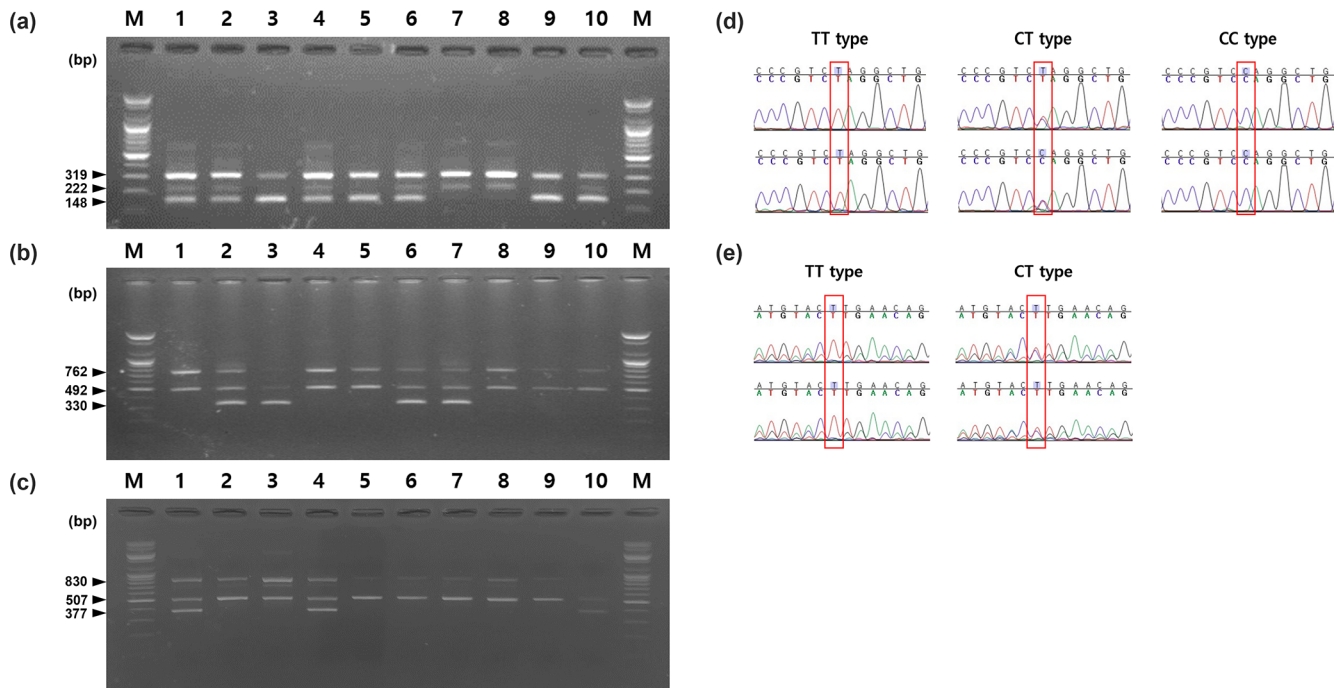 (a) M 1 2 3 4 5 6 7 8 9 10 M
(bp)
319
222
148
(b) M 1 2 3 4 5 6 7 8 9 10 M
(bp)
762
492
330
(c) M 1 2 3 4 5 6 7 8 9 10 M
(bp)
830
507
377
(d)
TT type CT type CC type
C C C G T C T A G G C T G C C C G T C T A G G C T G C C C G T C C A G G C T G
C C C G T C T A G G C T G C C C G T C T A G G C T G C C C G T C C A G G C T G
C C C G T C T A G G C T G C C C G T C C A G G C T G C C C G T C C A G G C T G
C C C G T C T A G G C T G C C C G T C C A G G C T G C C C G T C C A G G C T G
(e)
TT type CT type
A T G T A C T T G A A C A G A T G T A C T T G A A C A G
A T G T A C T T G A A C A G A T G T A C T T G A A C A G
A T G T A C T T G A A C A G A T G T A C T T G A A C A G
A T G T A C T T G A A C A G A T G T A C T T G A A C A G